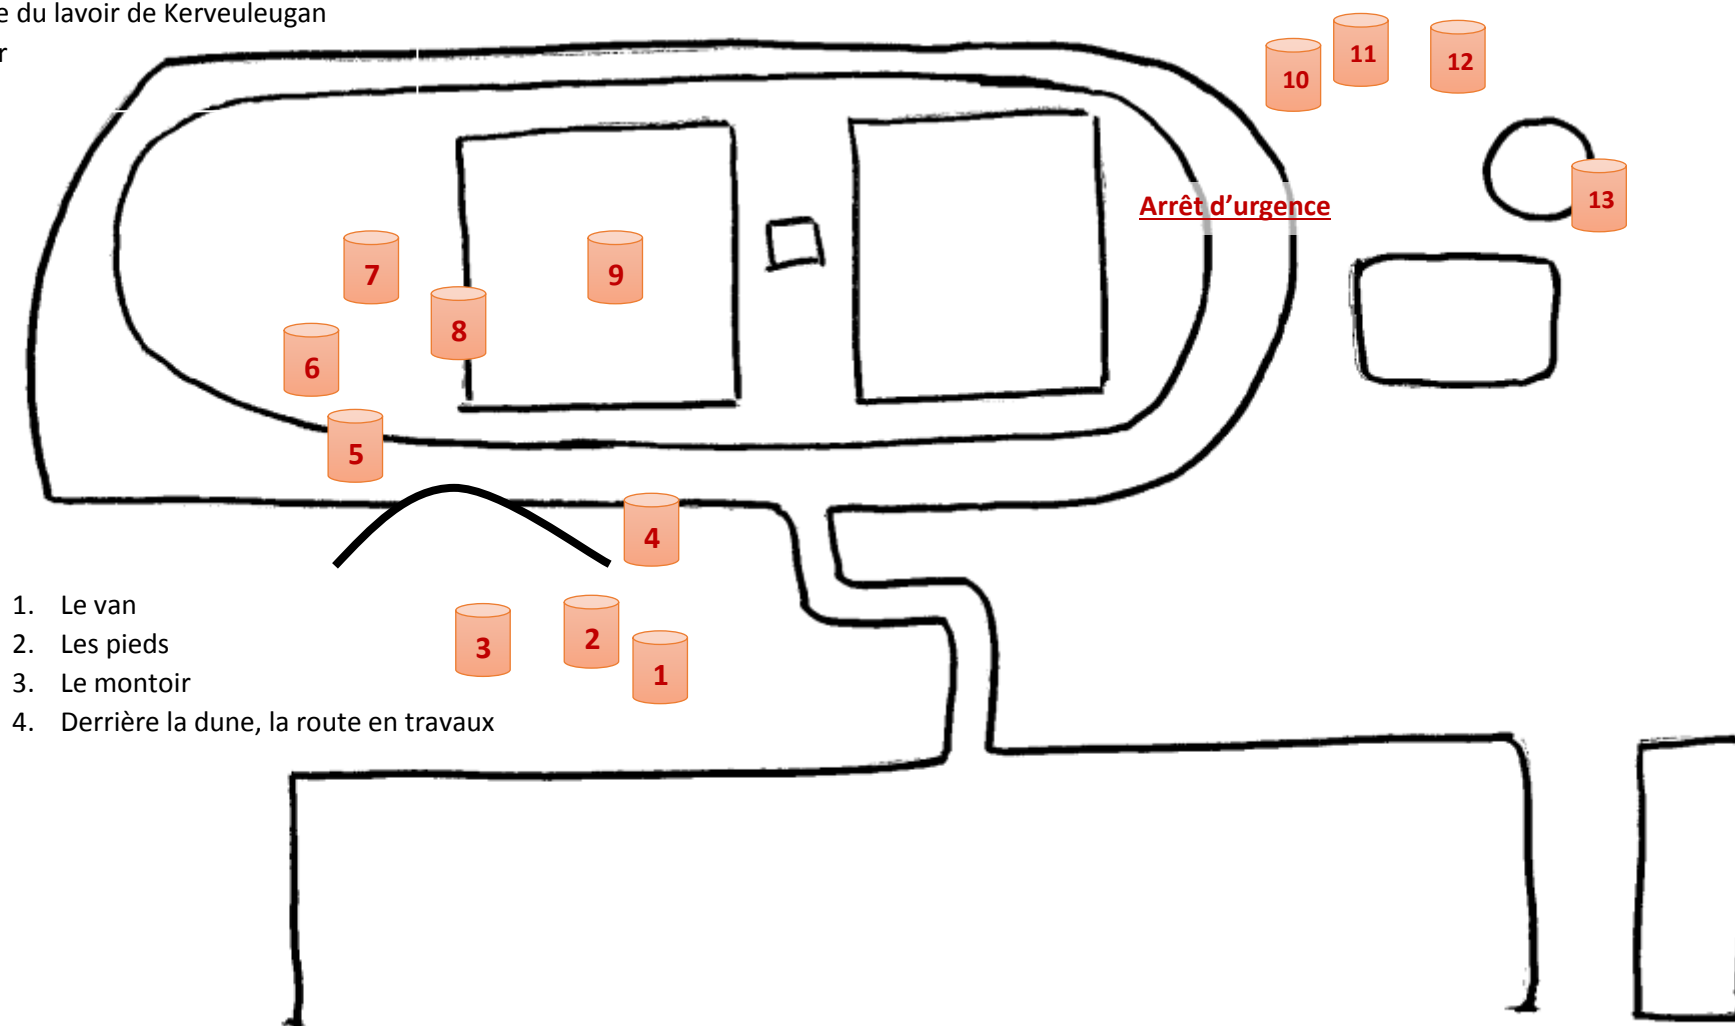 e du lavoir de Kerveuleugan
r
11
12
10
Arrêt d’urgence
13
7
9
8
6
5
4
1. Le van
2. Les pieds
3. Le montoir
4. Derrière la dune, la route en travaux
3
2
1